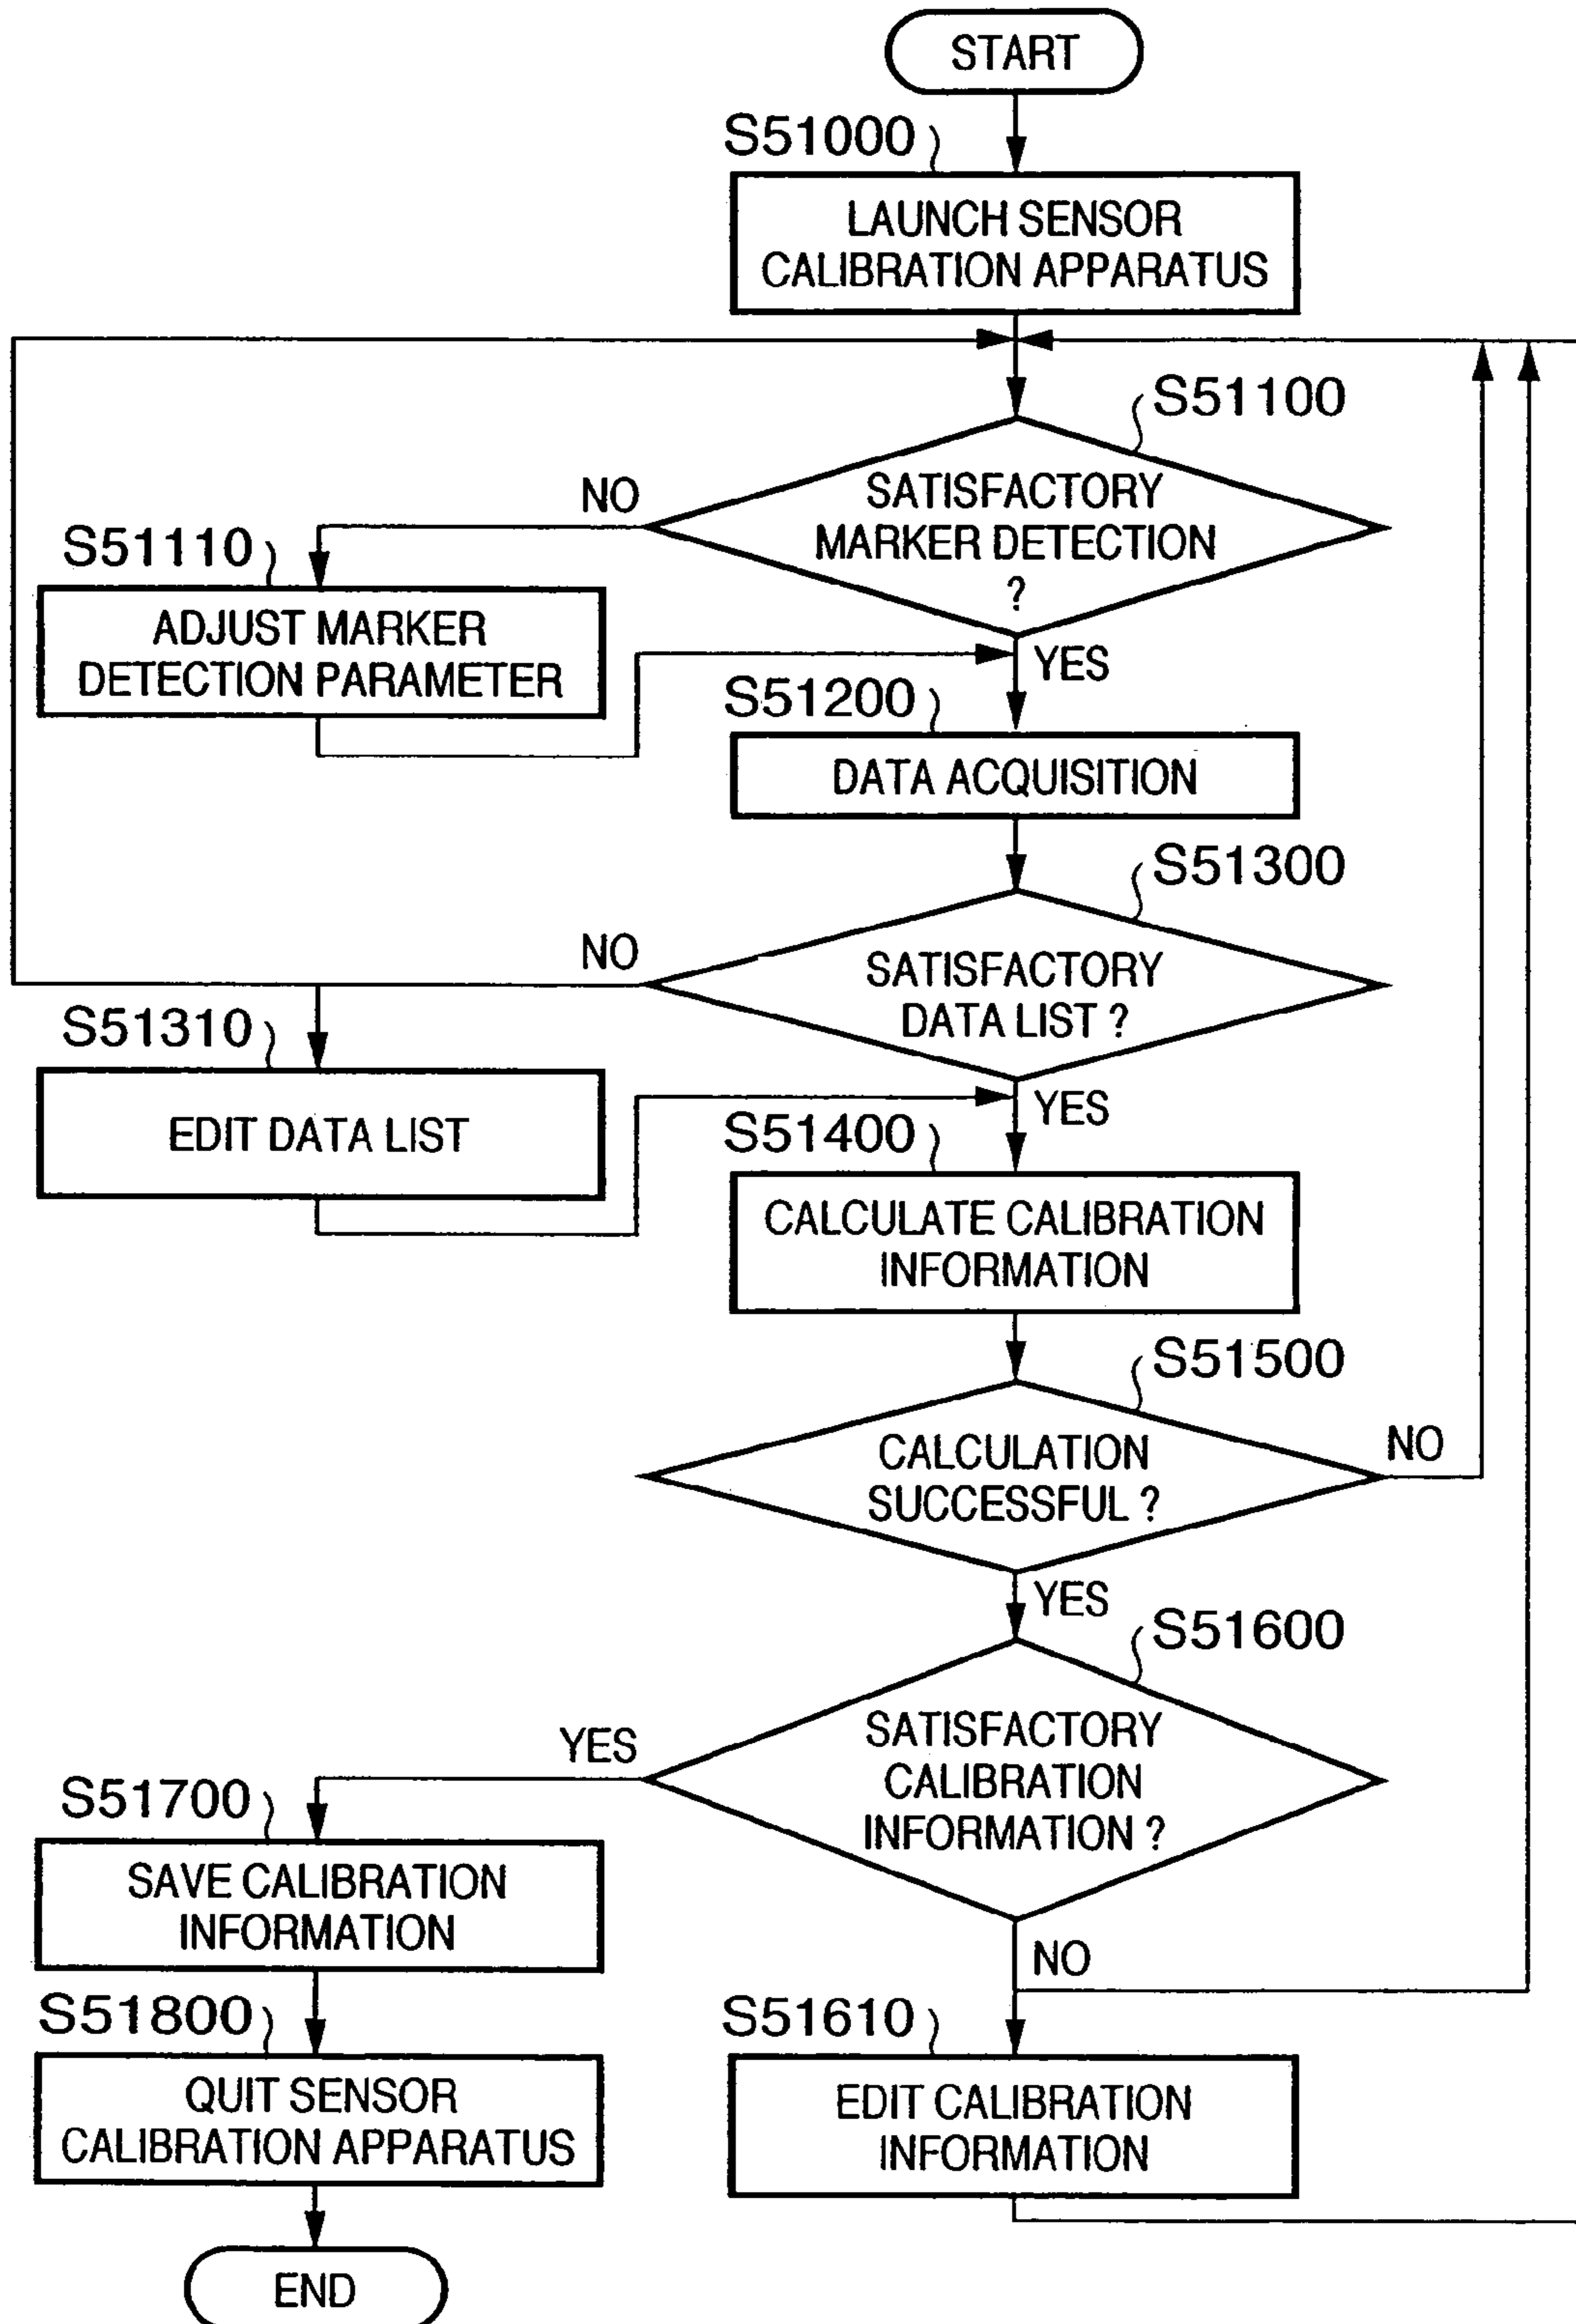 START
S51000
LAUNCH SENSOR
CALIBRATION APPARATUS
S51100
SATISFACTORY
MARKER DETECTION
?
NO
S51110
ADJUST MARKER
DETECTION PARAMETER
YES
S51200
DATA ACQUISITION
S51300
SATISFACTORY
DATA LIST ?
NO
S51310
EDIT DATA LIST
YES
S51400
CALCULATE CALIBRATION
INFORMATION
S51500
CALCULATION
SUCCESSFUL ?
NO
YES
S51600
SATISFACTORY
CALIBRATION
INFORMATION ?
YES
S51700
SAVE CALIBRATION
INFORMATION
NO
S51800
QUIT SENSOR
CALIBRATION APPARATUS
S51610
EDIT CALIBRATION
INFORMATION
END